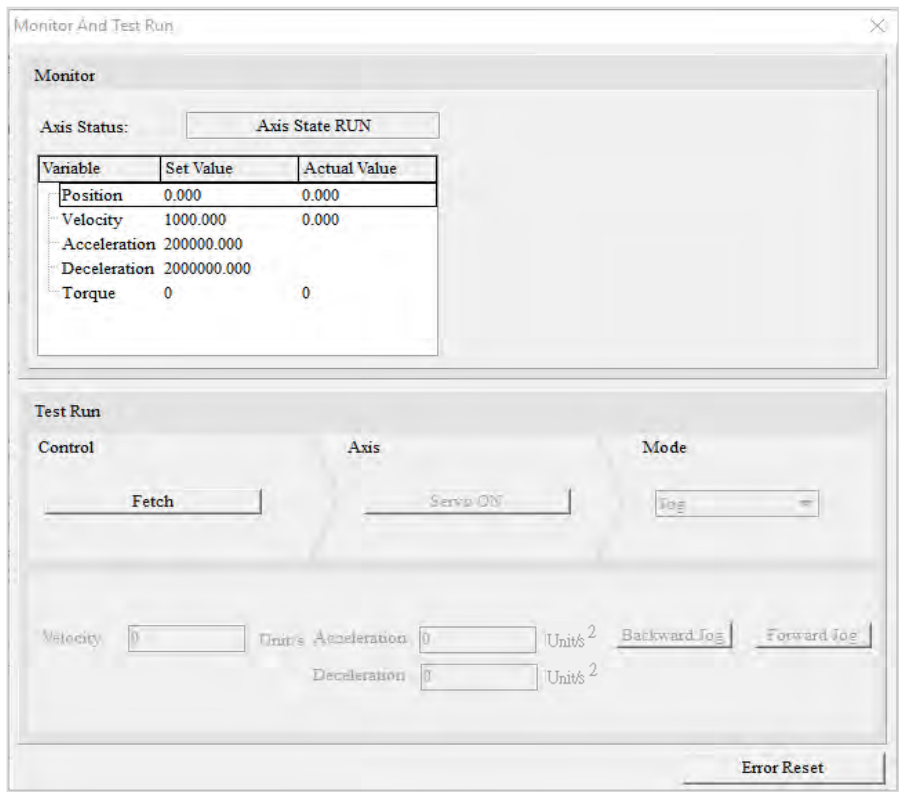 Monitor And Test Run
Monitor
Axis Status: Axis State RUN
Variable Set Value Actual Value
Position 0.000 0.000
Velocity 1000.000 0.000
Acceleration 200000.000
Deceleration 2000000.000
Torque 0 0
Test Run
Control Axis Mode
Fetch Servo ON Jog
Velocity 0 Unit/s Acceleration 0 Unit/s 2 Backward Jog Forward Jog
Deceleration 0 Unit/s 2
Error Reset